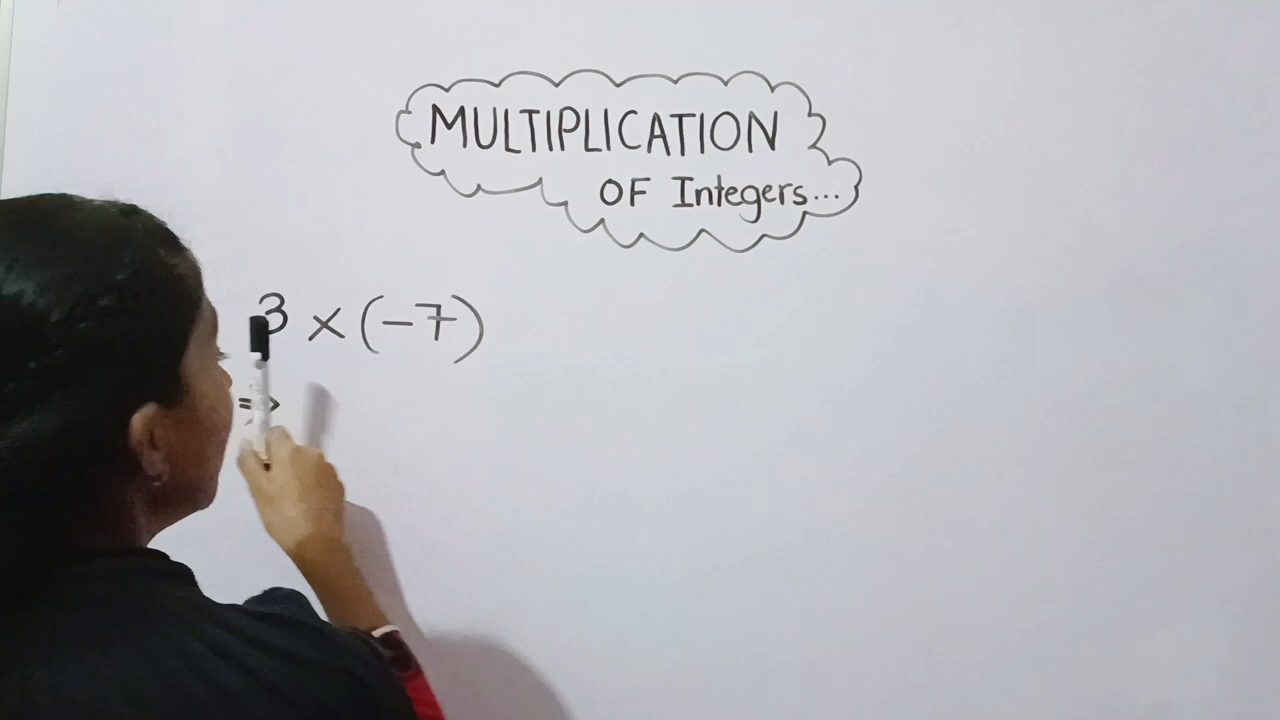 MULTIPLICATION
OF Integers...
3 × (-7)
=>